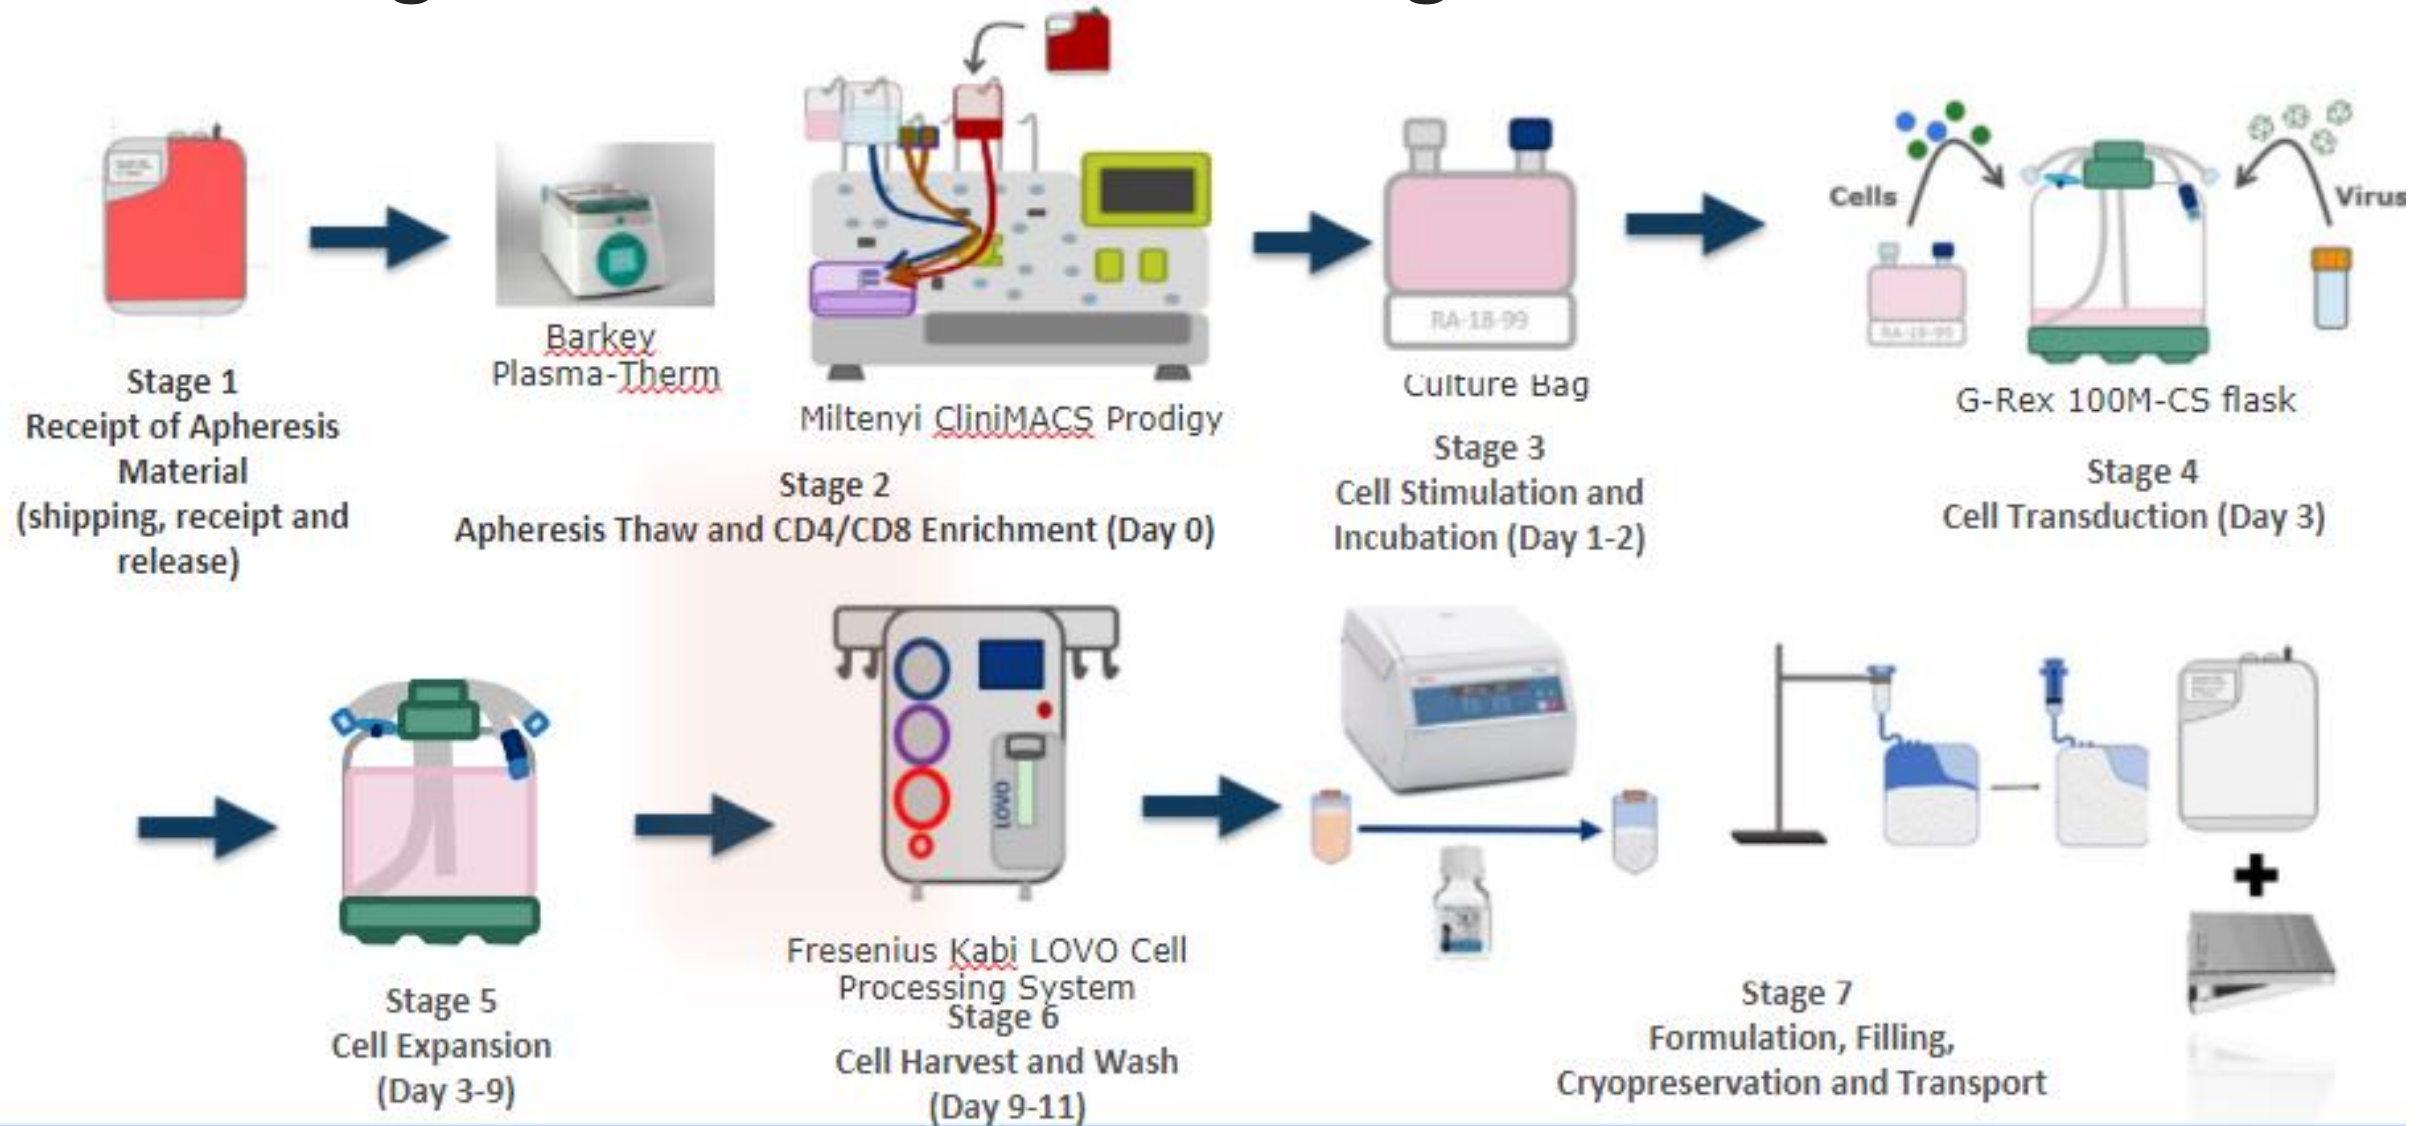 Barkey
Plasma-Therm
Miltenyi CliniMACS Prodigy
RA-18-99
Culture Bag
Cells
Virus
RA-18-99
G-Rex 100M-CS flask
Stage 1
Receipt of Apheresis
Material
(shipping, receipt and
release)
Stage 2
Apheresis Thaw and CD4/CD8 Enrichment (Day 0)
Stage 3
Cell Stimulation and
Incubation (Day 1-2)
Stage 4
Cell Transduction (Day 3)
Stage 5
Cell Expansion
(Day 3-9)
LOVO
Fresenius Kabi LOVO Cell
Processing System
Stage 6
Cell Harvest and Wash
(Day 9-11)
Stage 7
Formulation, Filling,
Cryopreservation and Transport